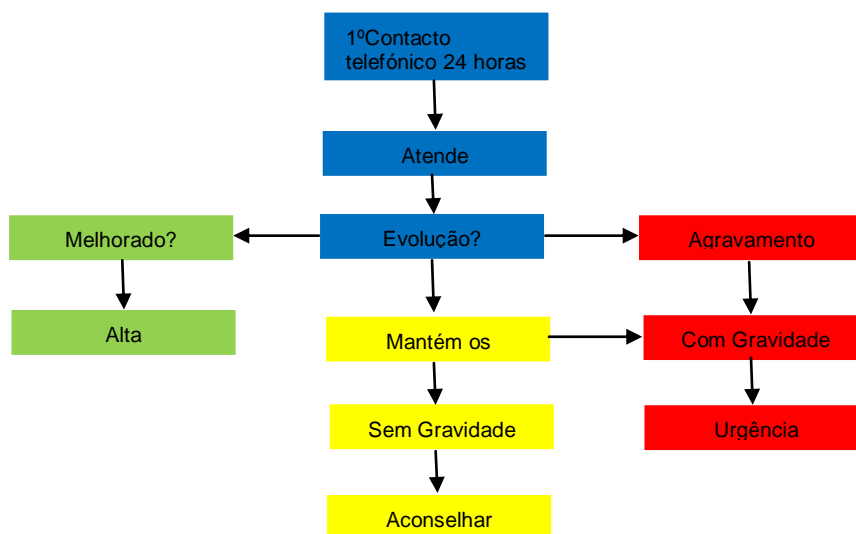 1ºContacto
telefónico 24 horas
Atende
Melhorado?
Evolução?
Agravamento
Alta
Mantém os
Com Gravidade
Sem Gravidade
Urgência
Aconselhar